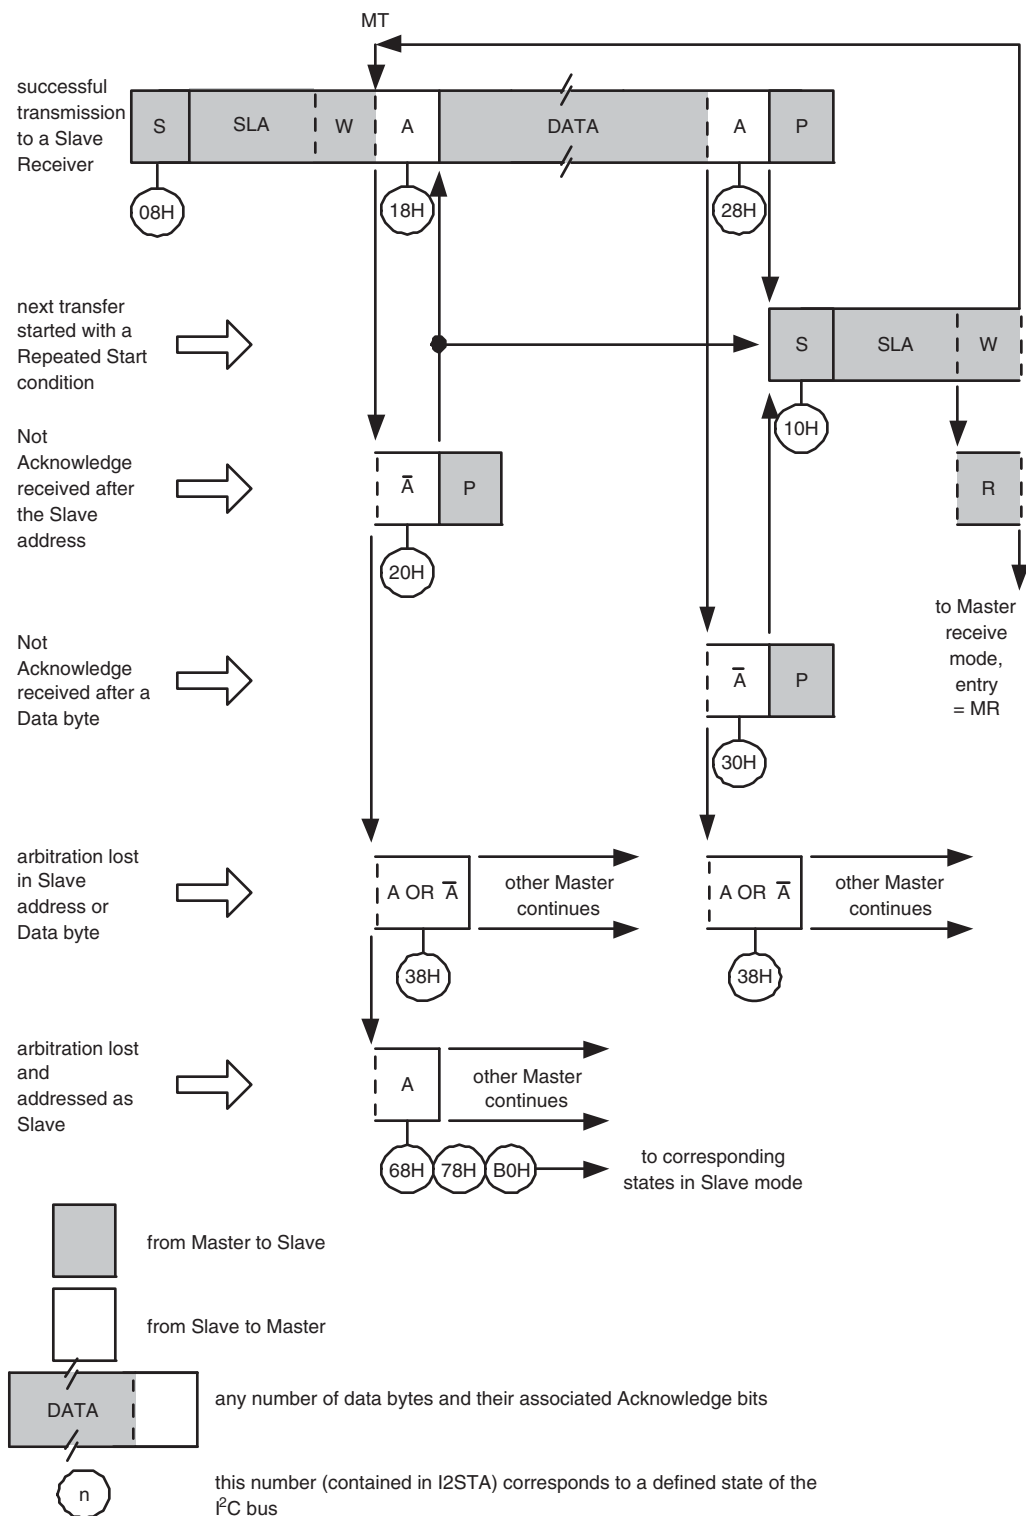 MT
successful
transmission
to a Slave
Receiver
S SLA W A DATA A P
08H 18H 28H
next transfer
started with a
Repeated Start
condition
S SLA W
10H
Not
Acknowledge
received after
the Slave
address
A̅ P
R
20H
to Master
receive
mode,
entry
= MR
Not
Acknowledge
received after a
Data byte
A̅ P
30H
arbitration lost
in Slave
address or
Data byte
A OR A̅
other Master
continues
A OR A̅
other Master
continues
38H 38H
arbitration lost
and
addressed as
Slave
A
other Master
continues
68H 78H B0H
to corresponding
states in Slave mode
from Master to Slave
from Slave to Master
DATA
any number of data bytes and their associated Acknowledge bits
n
this number (contained in I2STA) corresponds to a defined state of the
I²C bus